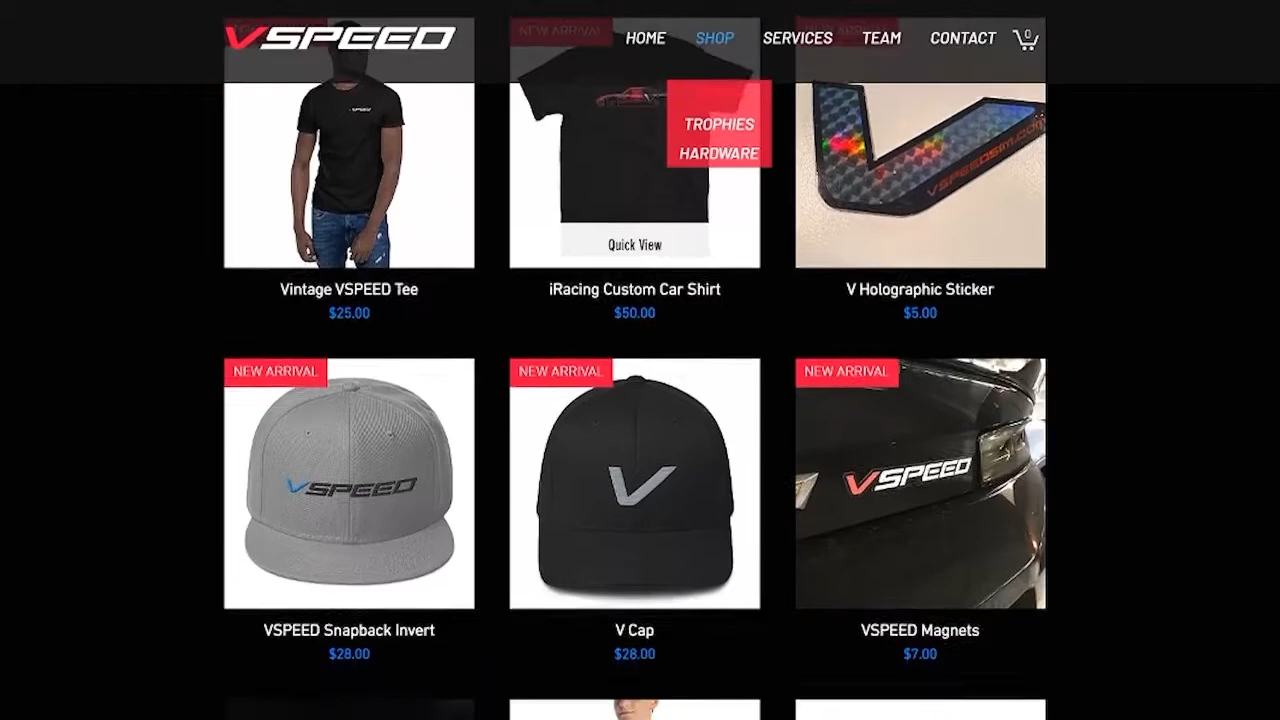 VSPEED
HOME
SHOP
SERVICES
TEAM
CONTACT
0
NEW ARRIVAL
TROPHIES
HARDWARE
VSPEED
VSPEEDSIM.COM
Quick View
Vintage VSPEED Tee
iRacing Custom Car Shirt
V Holographic Sticker
$25.00
$50.00
$5.00
NEW ARRIVAL
NEW ARRIVAL
NEW ARRIVAL
VSPEED
V
VSPEED
VSPEED Snapback Invert
V Cap
VSPEED Magnets
$28.00
$28.00
$7.00